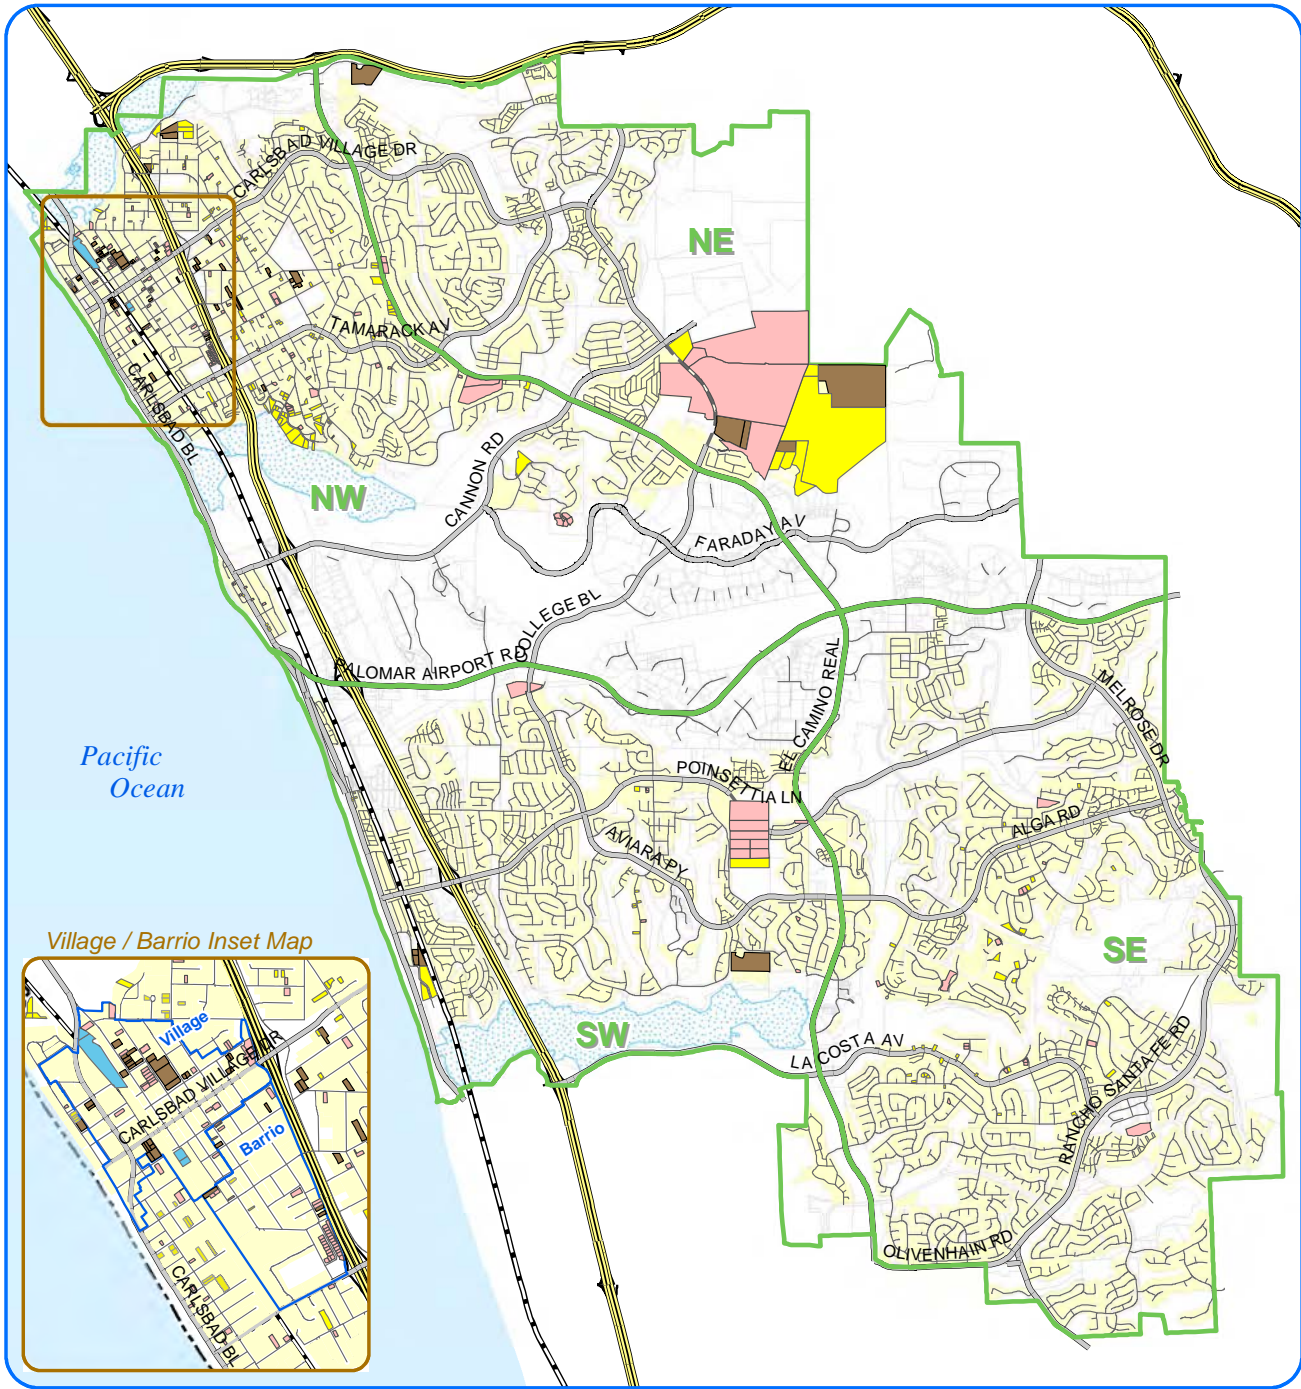 CARLSBAD VILLAGE DR
NE
TAMARACK AV
CARLSBAD BL
CANNON RD
NW
FARADAY AV
COLLEGE BL
PALOMAR AIRPORT RD
EL CAMINO REAL
MELROSE DR
Pacific
Ocean
POINSETTIA LN
ALGA RD
AVIARA PY
Village / Barrio Inset Map
SE
SW
LA COSTA AV
RANCHO SANTA FE RD
OLIVENHAIN RD
Village
CARLSBAD VILLAGE DR
Barrio
CARLSBAD BL